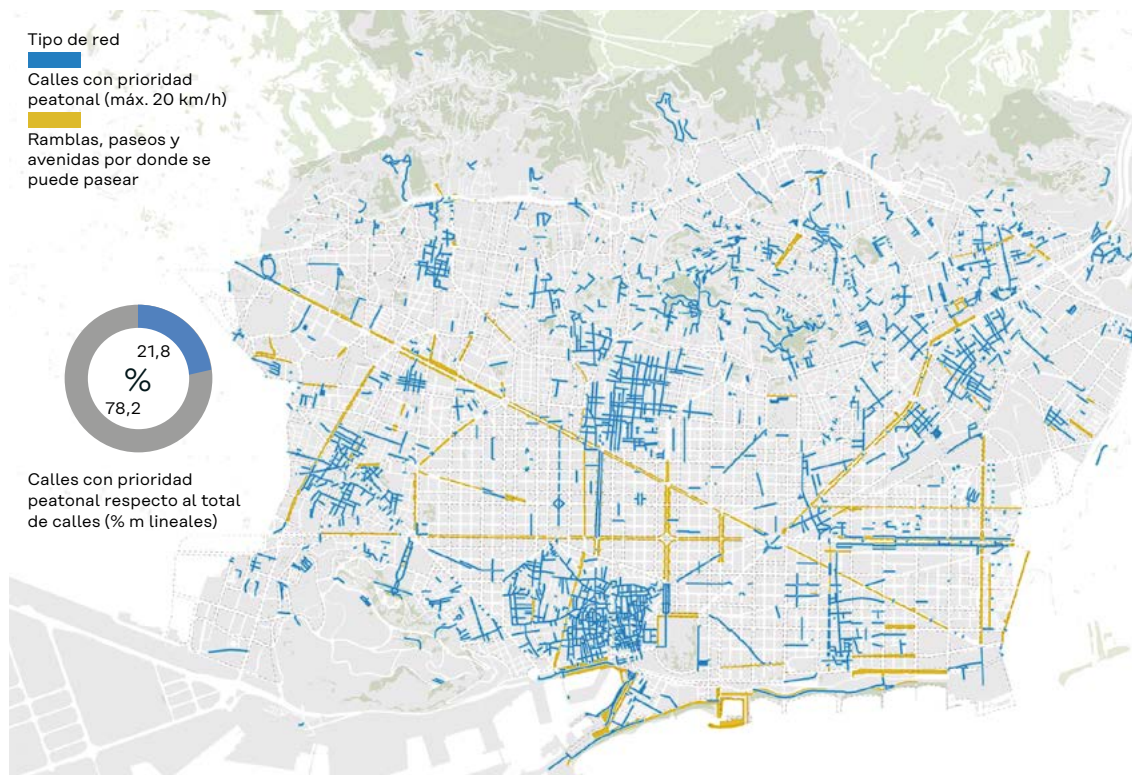 Tipo de red
Calles con prioridad
peatonal (máx. 20 km/h)
Ramblas, paseos y
avenidas por donde se
puede pasear
21,8
%
78,2
Calles con prioridad
peatonal respecto al total
de calles (% m lineales)